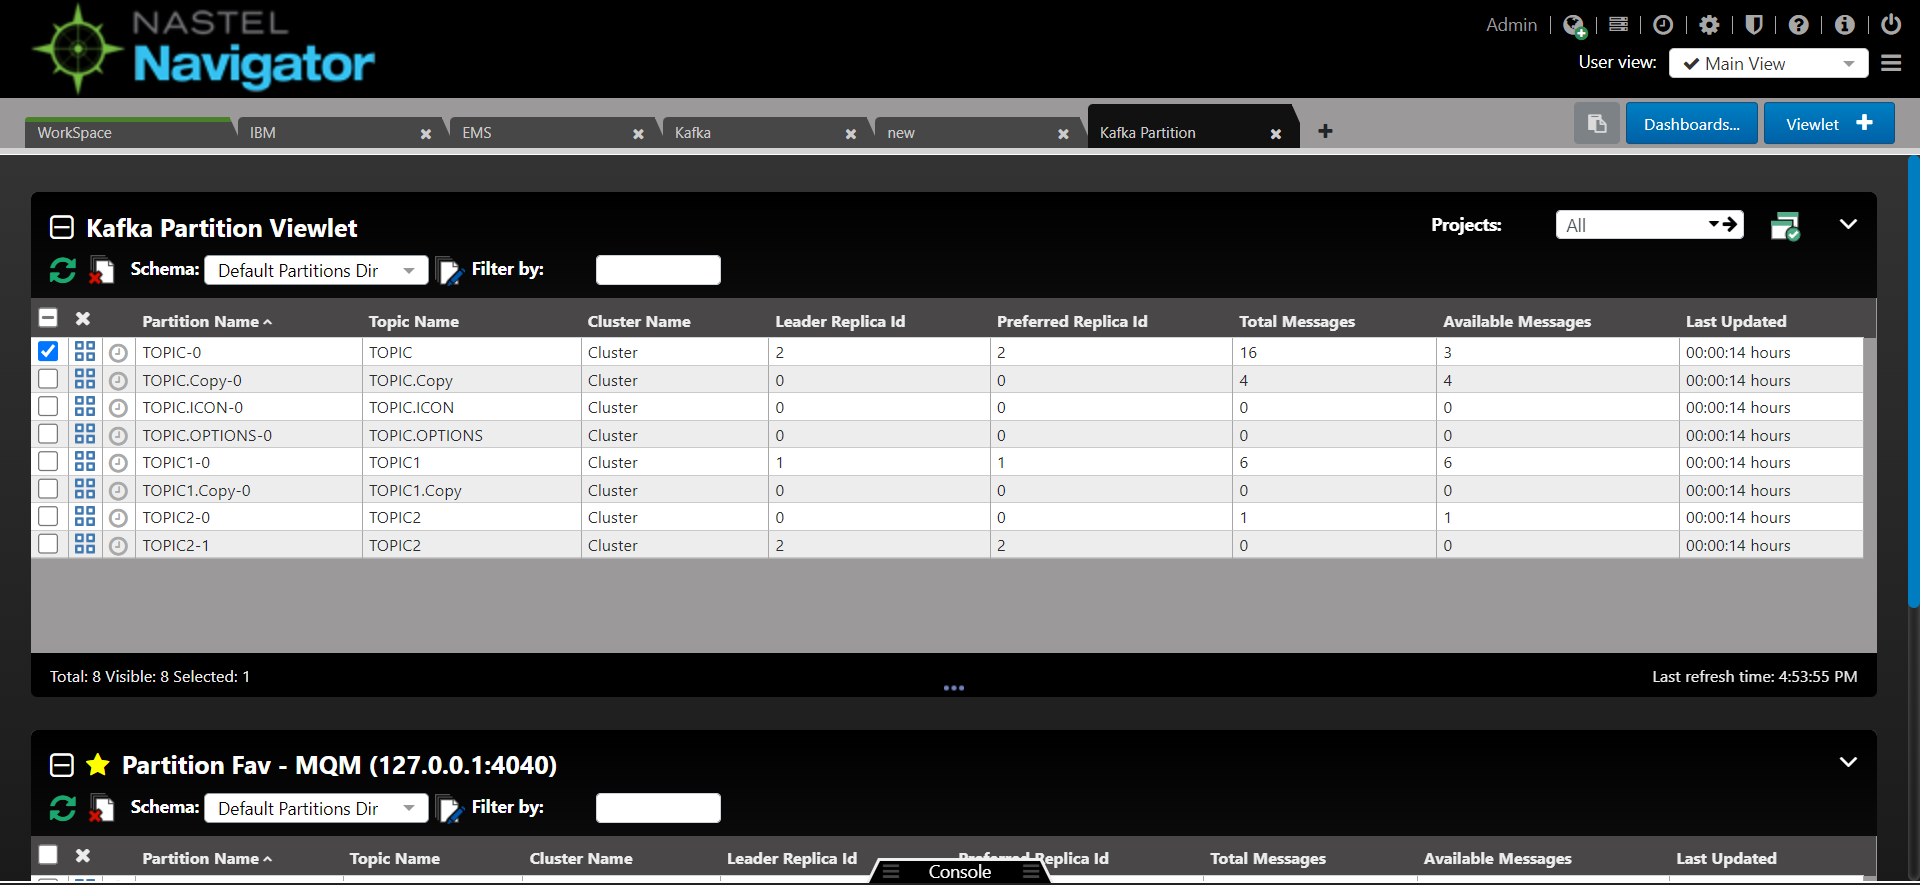 NASTEL
Navigator
Admin
User view: Main View
WorkSpace IBM EMS Kafka new Kafka Partition
Dashboards... Viewlet
Kafka Partition Viewlet
Projects: All
Schema: Default Partitions Dir Filter by:
Partition Name Topic Name Cluster Name Leader Replica Id Preferred Replica Id Total Messages Available Messages Last Updated
TOPIC-0 TOPIC Cluster 2 2 16 3 00:00:14 hours
TOPIC.Copy-0 TOPIC.Copy Cluster 0 0 4 4 00:00:14 hours
TOPIC.ICON-0 TOPIC.ICON Cluster 0 0 0 0 00:00:14 hours
TOPIC.OPTIONS-0 TOPIC.OPTIONS Cluster 0 0 0 0 00:00:14 hours
TOPIC1-0 TOPIC1 Cluster 1 1 6 6 00:00:14 hours
TOPIC1.Copy-0 TOPIC1.Copy Cluster 0 0 0 0 00:00:14 hours
TOPIC2-0 TOPIC2 Cluster 0 0 1 1 00:00:14 hours
TOPIC2-1 TOPIC2 Cluster 2 2 0 0 00:00:14 hours
Total: 8 Visible: 8 Selected: 1
Last refresh time: 4:53:55 PM
Partition Fav - MQM (127.0.0.1:4040)
Schema: Default Partitions Dir Filter by:
Partition Name Topic Name Cluster Name Leader Replica Id Preferred Replica Id Total Messages Available Messages Last Updated
Console